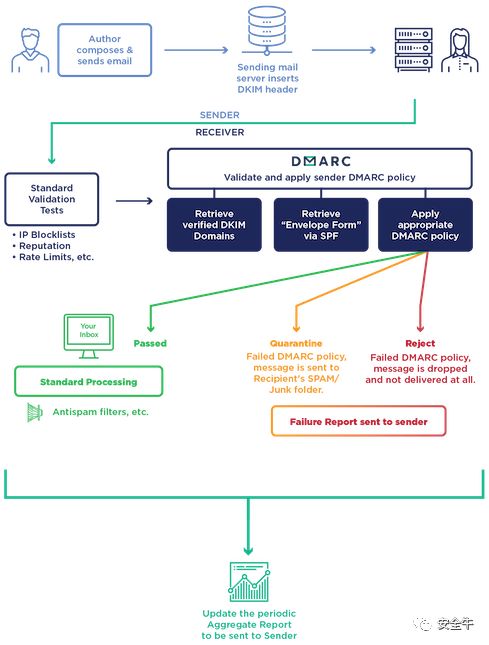 Author
composes &
sends email
Sending mail
server inserts
DKIM header
SENDER
RECEIVER
Standard
Validation
Tests
• IP Blocklists
• Reputation
• Rate Limits, etc.
DMARC
Validate and apply sender DMARC policy
Retrieve
verified DKIM
Domains
Retrieve
“Envelope Form”
via SPF
Apply
appropriate
DMARC policy
Your
Inbox
Passed
Standard Processing
Antispam filters, etc.
Quarantine
Failed DMARC policy,
message is sent to
Recipient's SPAM/
Junk folder.
Reject
Failed DMARC policy,
message is dropped
and not delivered at all.
Failure Report sent to sender
Update the periodic
Aggregate Report
to be sent to Sender
安全牛